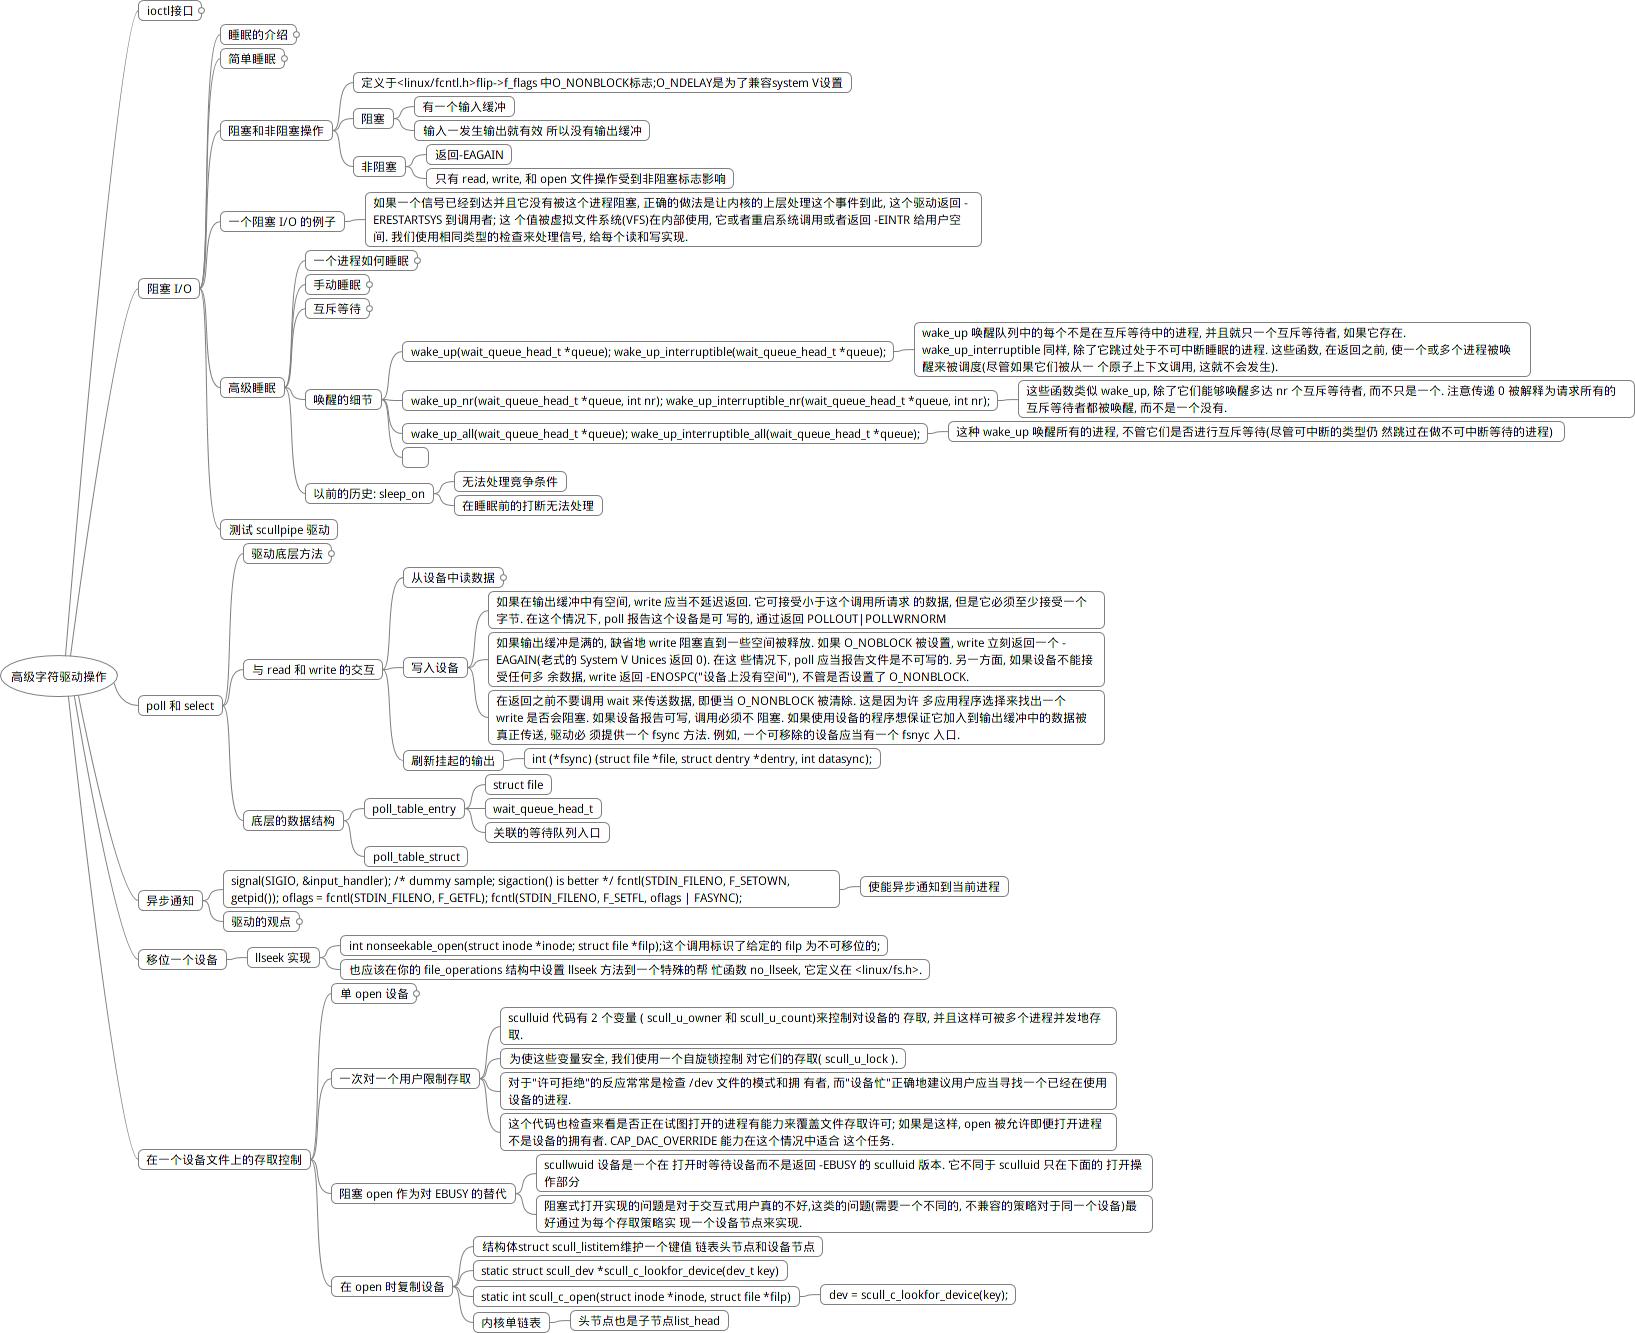 ioctl接口
睡眠的介绍
简单睡眠
定义于<linux/fcntl.h>flip->f_flags 中O_NONBLOCK标志;O_NDELAY是为了兼容system V设置
有一个输入缓冲
阻塞
输入一发生输出就有效 所以没有输出缓冲
阻塞和非阻塞操作
返回-EAGAIN
非阻塞
只有 read, write, 和 open 文件操作受到非阻塞标志影响
如果一个信号已经到达并且它没有被这个进程阻塞, 正确的做法是让内核的上层处理这个事件到此, 这个驱动返回 -
ERESTARTSYS 到调用者; 这 个值被虚拟文件系统(VFS)在内部使用, 它或者重启系统调用或者返回 -EINTR 给用户空
间. 我们使用相同类型的检查来处理信号, 给每个读和写实现.
一个阻塞 I/O 的例子
一个进程如何睡眠
手动睡眠
阻塞 I/O
互斥等待
wake_up 唤醒队列中的每个不是在互斥等待中的进程, 并且就只一个互斥等待者, 如果它存在.
wake_up_interruptible 同样, 除了它跳过处于不可中断睡眠的进程. 这些函数, 在返回之前, 使一个或多个进程被唤
醒来被调度(尽管如果它们被从一 个原子上下文调用, 这就不会发生).
wake_up(wait_queue_head_t *queue); wake_up_interruptible(wait_queue_head_t *queue);
高级睡眠
唤醒的细节
wake_up_nr(wait_queue_head_t *queue, int nr); wake_up_interruptible_nr(wait_queue_head_t *queue, int nr);
这些函数类似 wake_up, 除了它们能够唤醒多达 nr 个互斥等待者, 而不只是一个. 注意传递 0 被解释为请求所有的
互斥等待者都被唤醒, 而不是一个没有.
wake_up_all(wait_queue_head_t *queue); wake_up_interruptible_all(wait_queue_head_t *queue);
这种 wake_up 唤醒所有的进程, 不管它们是否进行互斥等待(尽管可中断的类型仍 然跳过在做不可中断等待的进程)
无法处理竞争条件
以前的历史: sleep_on
在睡眠前的打断无法处理
测试 scullpipe 驱动
驱动底层方法
从设备中读数据
如果在输出缓冲中有空间, write 应当不延迟返回. 它可接受小于这个调用所请求 的数据, 但是它必须至少接受一个
字节. 在这个情况下, poll 报告这个设备是可 写的, 通过返回 POLLOUT|POLLWRNORM
如果输出缓冲是满的, 缺省地 write 阻塞直到一些空间被释放. 如果 O_NOBLOCK 被设置, write 立刻返回一个 -
EAGAIN(老式的 System V Unices 返回 0). 在这 些情况下, poll 应当报告文件是不可写的. 另一方面, 如果设备不能接
受任何多 余数据, write 返回 -ENOSPC("设备上没有空间"), 不管是否设置了 O_NONBLOCK.
写入设备
与 read 和 write 的交互
在返回之前不要调用 wait 来传送数据, 即便当 O_NONBLOCK 被清除. 这是因为许 多应用程序选择来找出一个
write 是否会阻塞. 如果设备报告可写, 调用必须不 阻塞. 如果使用设备的程序想保证它加入到输出缓冲中的数据被
真正传送, 驱动必 须提供一个 fsync 方法. 例如, 一个可移除的设备应当有一个 fsnyc 入口.
高级字符驱动操作
poll 和 select
刷新挂起的输出
int (*fsync) (struct file *file, struct dentry *dentry, int datasync);
struct file
poll_table_entry
wait_queue_head_t
底层的数据结构
关联的等待队列入口
poll_table_struct
signal(SIGIO, &input_handler); /* dummy sample; sigaction() is better */ fcntl(STDIN_FILENO, F_SETOWN,
getpid()); oflags = fcntl(STDIN_FILENO, F_GETFL); fcntl(STDIN_FILENO, F_SETFL, oflags | FASYNC);
使能异步通知到当前进程
异步通知
驱动的观点
int nonseekable_open(struct inode *inode; struct file *filp);这个调用标识了给定的 filp 为不可移位的;
移位一个设备
llseek 实现
也应该在你的 file_operations 结构中设置 llseek 方法到一个特殊的帮 忙函数 no_llseek, 它定义在 <linux/fs.h>.
单 open 设备
sculluid 代码有 2 个变量 ( scull_u_owner 和 scull_u_count)来控制对设备的 存取, 并且这样可被多个进程并发地存
取.
为使这些变量安全, 我们使用一个自旋锁控制 对它们的存取( scull_u_lock ).
一次对一个用户限制存取
对于"许可拒绝"的反应常常是检查 /dev 文件的模式和拥 有者, 而"设备忙"正确地建议用户应当寻找一个已经在使用
设备的进程.
这个代码也检查来看是否正在试图打开的进程有能力来覆盖文件存取许可; 如果是这样, open 被允许即便打开进程
不是设备的拥有者. CAP_DAC_OVERRIDE 能力在这个情况中适合 这个任务.
在一个设备文件上的存取控制
scullwuid 设备是一个在 打开时等待设备而不是返回 -EBUSY 的 sculluid 版本. 它不同于 sculluid 只在下面的 打开操
作部分
阻塞 open 作为对 EBUSY 的替代
阻塞式打开实现的问题是对于交互式用户真的不好,这类的问题(需要一个不同的, 不兼容的策略对于同一个设备)最
好通过为每个存取策略实 现一个设备节点来实现.
结构体struct scull_listitem维护一个键值 链表头节点和设备节点
static struct scull_dev *scull_c_lookfor_device(dev_t key)
在 open 时复制设备
static int scull_c_open(struct inode *inode, struct file *filp)
dev = scull_c_lookfor_device(key);
内核单链表
头节点也是子节点list_head